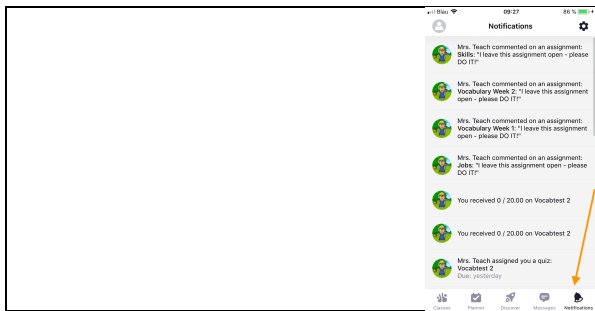 Blau 09:27 86 %
Notifications
Mrs. Teach commented on an assignment:
Skills: "I leave this assignment open - please
DO IT!"
Mrs. Teach commented on an assignment:
Vocabulary Week 2: "I leave this assignment
open - please DO IT!"
Mrs. Teach commented on an assignment:
Vocabulary Week 1: "I leave this assignment
open - please DO IT!"
Mrs. Teach commented on an assignment:
Jobs: "I leave this assignment open - please
DO IT!"
You received 0 / 20.00 on Vocabtest 2
You received 0 / 20.00 on Vocabtest 2
Mrs. Teach assigned you a quiz:
Vocabtest 2
Due: yesterday
Classes Planner Discover Messages Notifications